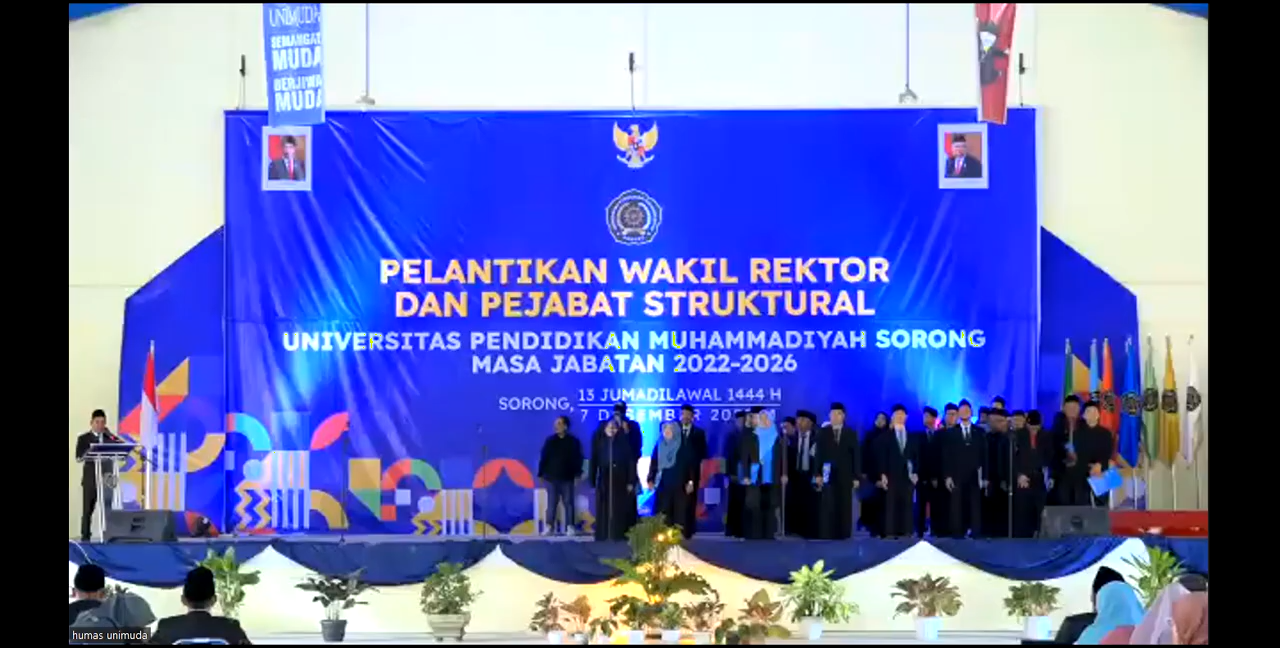 UNIMUDA
SEMANGAT
MUDA
BERJIWA
MUDA
PELANTIKAN WAKIL REKTOR
DAN PEJABAT STRUKTURAL
UNIVERSITAS PENDIDIKAN MUHAMMADIYAH SORONG
MASA JABATAN 2022-2026
SORONG, 13 JUMADILAWAL 1444 H
7
humas unimuda